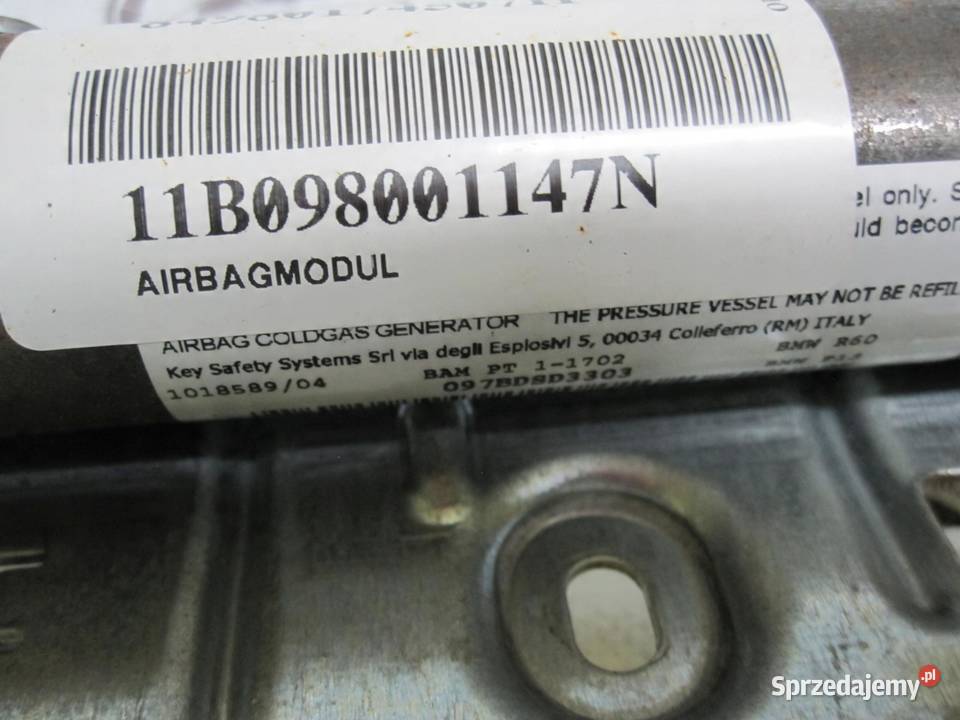 11B098001147N
AIRBAGMODUL
el only. S
uld becom
AIRBAG COLDGAS GENERATOR THE PRESSURE VESSEL MAY NOT BE REFIL
Key Safety Systems Srl via degli Esplosivi 5, 00034 Colleferro (RM) ITALY
1018589/04 BAM PT 1-1702 BMW R60
097BDSD3303
Sprzedajemy.pl